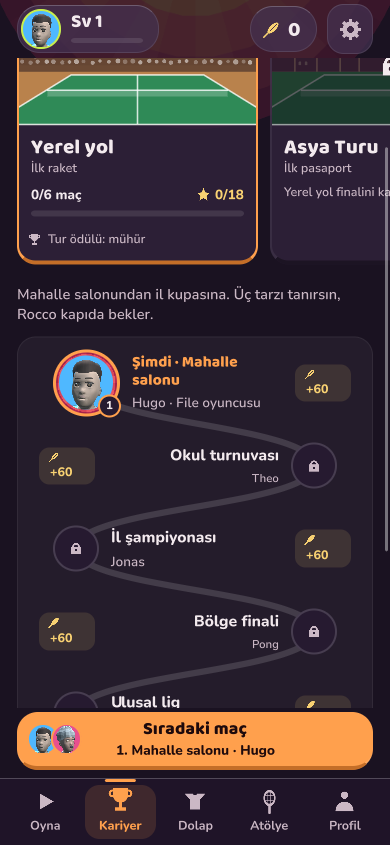 Sv 1
0
Yerel yol
İlk raket
0/6 maç
0/18
Tur ödülü: mühür
Asya Turu
İlk pasaport
Yerel yol finalini ka
Mahalle salonundan il kupasına. Üç tarzı tanırsın,
Rocco kapıda bekler.
Şimdi · Mahalle
salonu
Hugo · File oyuncusu
1
+60
Okul turnuvası
Theo
+60
İl şampiyonası
Jonas
+60
Bölge finali
Pong
+60
Ulusal lig
Sıradaki maç
1. Mahalle salonu · Hugo
Oyna
Kariyer
Dolap
Atölye
Profil